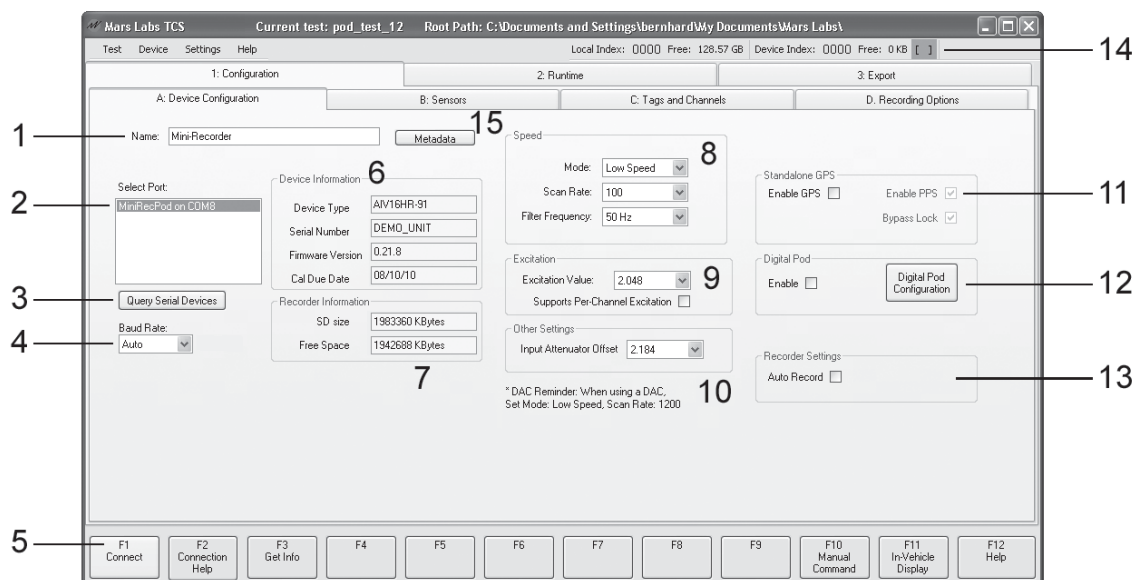 Mars Labs TCS Current test: pod_test_12 Root Path: C:\Documents and Settings\bernhard\My Documents\Mars Labs\
Test Device Settings Help Local Index: 0000 Free: 128.57 GB Device Index: 0000 Free: 0 KB [ ] 14
1: Configuration 2: Runtime 3: Export
A: Device Configuration B: Sensors C: Tags and Channels D. Recording Options
1 Name: Mini-Recorder Metadata 15
2 Select Port:
MiniRecPod on COM8
3 Query Serial Devices
4 Baud Rate:
Auto
Device Information 6
Device Type AIV16HR-91
Serial Number DEMO_UNIT
Firmware Version 0.21.8
Cal Due Date 08/10/10
Recorder Information
SD size 1983360 KBytes
Free Space 1942688 KBytes
7
Speed 8
Mode: Low Speed
Scan Rate: 100
Filter Frequency: 50 Hz
Excitation
Excitation Value: 2.048 9
Supports Per-Channel Excitation
Other Settings
Input Attenuator Offset 2.184
* DAC Reminder: When using a DAC,
Set Mode: Low Speed, Scan Rate: 1200
10
Standalone GPS
Enable GPS Enable PPS 11
Bypass Lock
Digital Pod
Enable Digital Pod
Configuration 12
Recorder Settings
Auto Record 13
5 F1
Connect
F2
Connection
Help
F3
Get Info
F4
F5
F6
F7
F8
F9
F10
Manual
Command
F11
In-Vehicle
Display
F12
Help